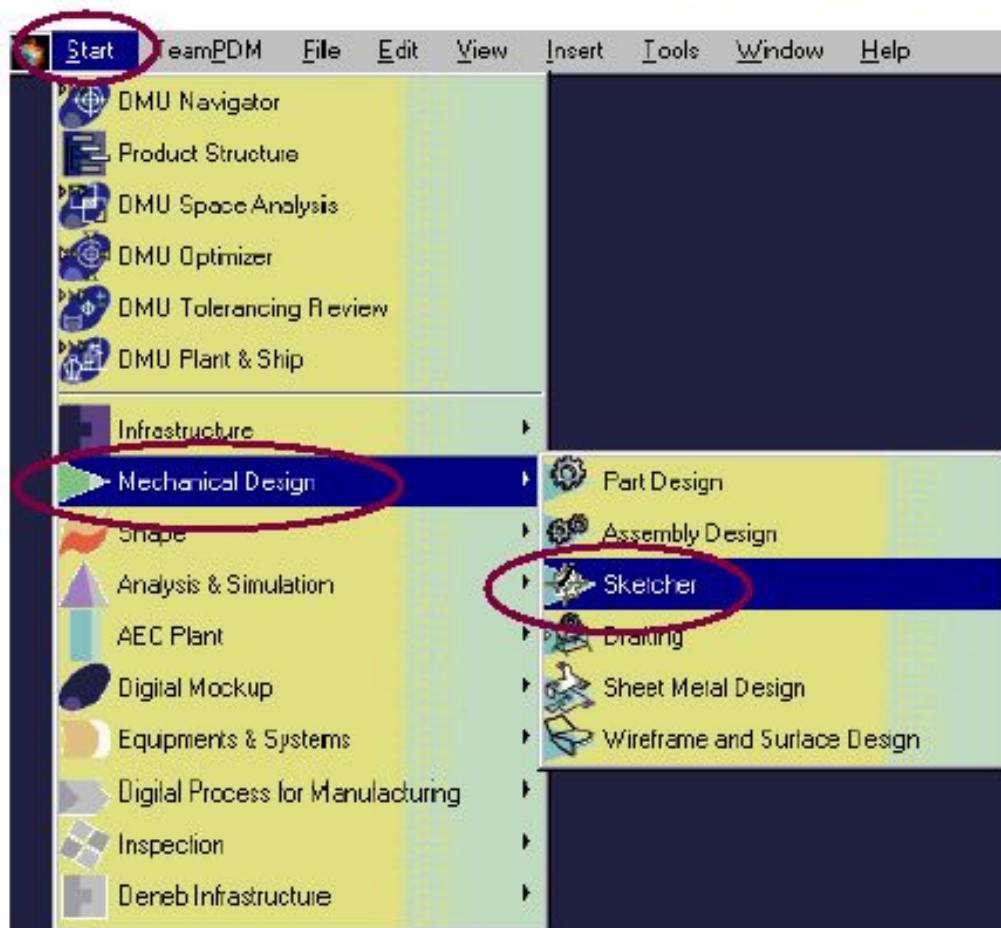 Start TeamPDM File Edit View Insert Tools Window Help
DMU Navigator
Product Structure
DMU Space Analysis
DMU Optimizer
DMU Tolerancing Review
DMU Plant & Ship
Infrastructure
Mechanical Design
Shape
Analysis & Simulation
AEC Plant
Digital Mockup
Equipments & Systems
Digital Process for Manufacturing
Inspection
Deneb Infrastructure
Part Design
Assembly Design
Sketcher
Drafting
Sheet Metal Design
Wireframe and Surface Design